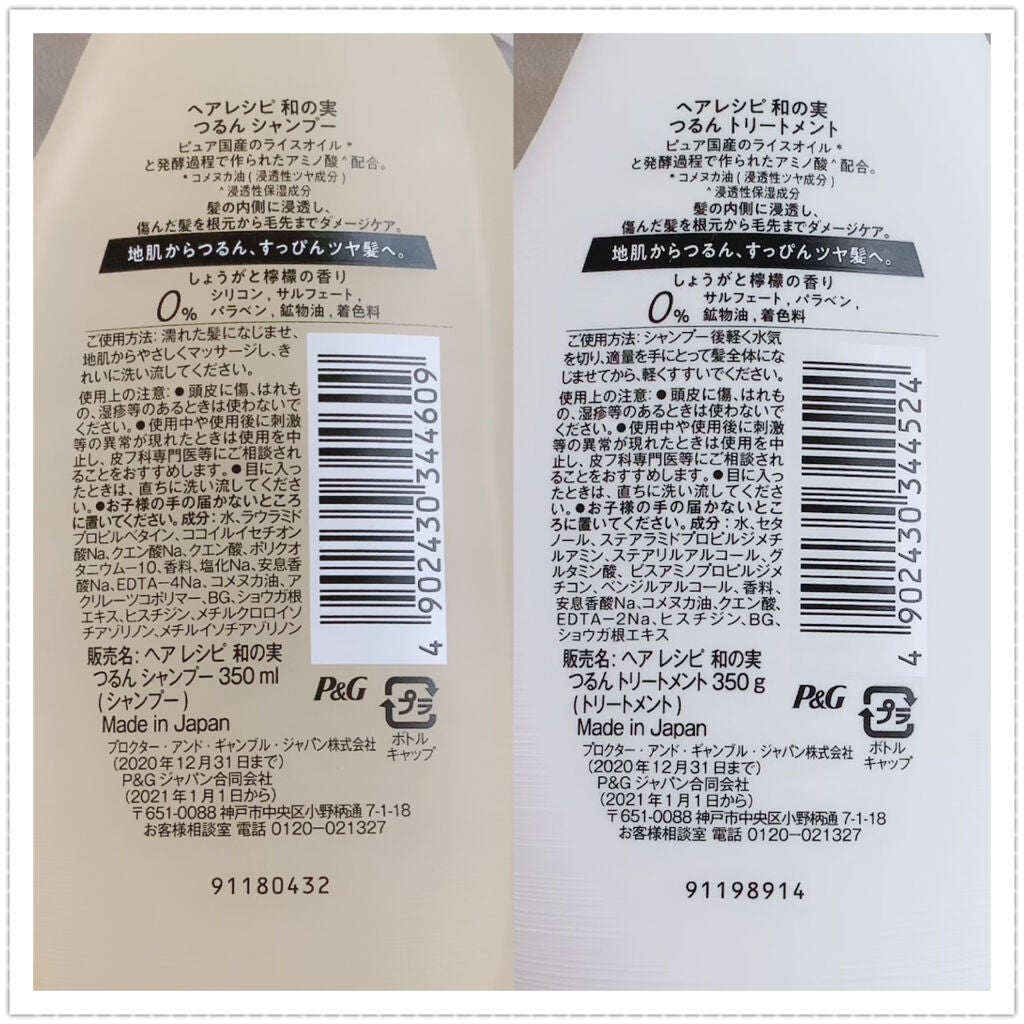 ヘアレシピ 和の実
つるん シャンプー
ピュア国産のライスオイル*
と発酵過程で作られたアミノ酸^配合。
*コメヌカ油(浸透性ツヤ成分)
^浸透性保湿成分
髪の内側に浸透し、
傷んだ髪を根元から毛先までダメージケア。
地肌からつるん、すっぴんツヤ髪へ。
しょうがと檸檬の香り
0% シリコン, サルフェート,
パラベン, 鉱物油, 着色料
ご使用方法: 濡れた髪になじませ、
地肌からやさしくマッサージし、き
れいに洗い流してください。
使用上の注意: ●頭皮に傷、はれも
の、湿疹等のあるときは使わないで
ください。●使用中や使用後に刺激
等の異常が現れたときは使用を中
止し、皮フ科専門医等にご相談され
ることをおすすめします。●目に入っ
たときは、直ちに洗い流してくださ
い。●お子様の手の届かないところ
に置いてください。成分: 水、ラウラミド
プロピルベタイン、ココイルイセチオン
酸Na、クエン酸Na、クエン酸、ポリクオ
タニウム-10、香料、塩化Na、安息香
酸Na、EDTA-4Na、コメヌカ油、ア
クリレーツコポリマー、BG、ショウガ根
エキス、ヒスチジン、メチルクロロイソ
チアゾリノン、メチルイソチアゾリノン
4 902430 344609
販売名: ヘア レシピ 和の実
つるん シャンプー 350 ml
(シャンプー)
Made in Japan
P&G
プラ
ボトル
キャップ
プロクター・アンド・ギャンブル・ジャパン株式会社
(2020年12月31日まで)
P&G ジャパン合同会社
(2021年1月1日から)
〒651-0088 神戸市中央区小野柄通 7-1-18
お客様相談室 電話 0120-021327
91180432
ヘアレシピ 和の実
つるん トリートメント
ピュア国産のライスオイル*
と発酵過程で作られたアミノ酸^配合。
*コメヌカ油(浸透性ツヤ成分)
^浸透性保湿成分
髪の内側に浸透し、
傷んだ髪を根元から毛先までダメージケア。
地肌からつるん、すっぴんツヤ髪へ。
しょうがと檸檬の香り
0% サルフェート, パラベン,
鉱物油, 着色料
ご使用方法: シャンプー後軽く水気
を切り、適量を手にとって髪全体にな
じませてから、軽くすすいでください。
使用上の注意: ●頭皮に傷、はれも
の、湿疹等のあるときは使わないで
ください。●使用中や使用後に刺激
等の異常が現れたときは使用を中
止し、皮フ科専門医等にご相談され
ることをおすすめします。●目に入っ
たときは、直ちに洗い流してくださ
い。●お子様の手の届かないとこ
ろに置いてください。成分: 水、セタ
ノール、ステアラミドプロピルジメチ
ルアミン、ステアリルアルコール、グ
ルタミン酸、ビスアミノプロピルジメ
チコン、ベンジルアルコール、香料、
安息香酸Na、コメヌカ油、クエン酸、
EDTA-2Na、ヒスチジン、BG、
ショウガ根エキス
4 902430 344524
販売名: ヘア レシピ 和の実
つるん トリートメント 350 g
(トリートメント)
Made in Japan
P&G
プラ
ボトル
キャップ
プロクター・アンド・ギャンブル・ジャパン株式会社
(2020年12月31日まで)
P&G ジャパン合同会社
(2021年1月1日から)
〒651-0088 神戸市中央区小野柄通 7-1-18
お客様相談室 電話 0120-021327
91198914